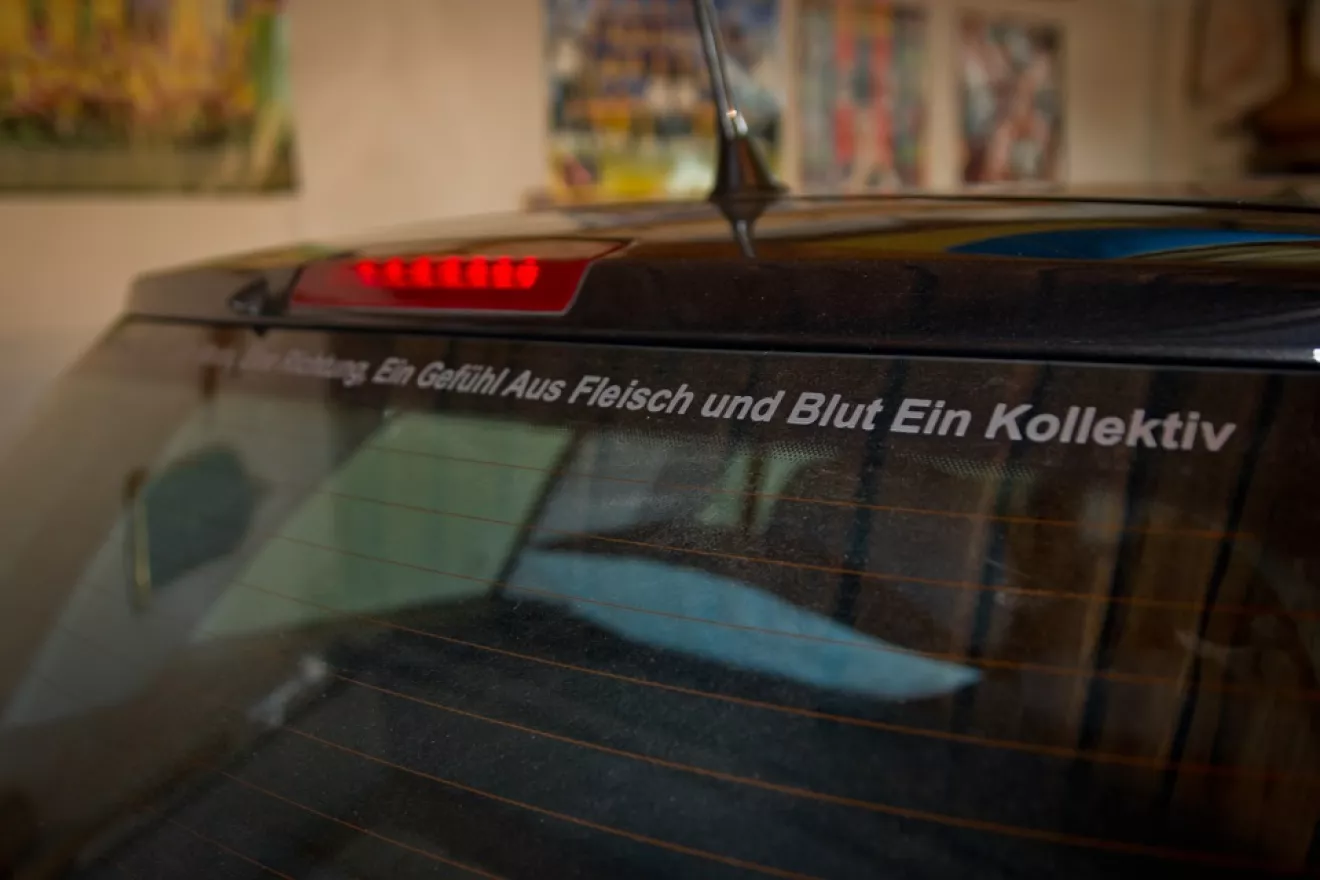 Richtung, Ein Gefühl Aus Fleisch und Blut Ein Kollektiv